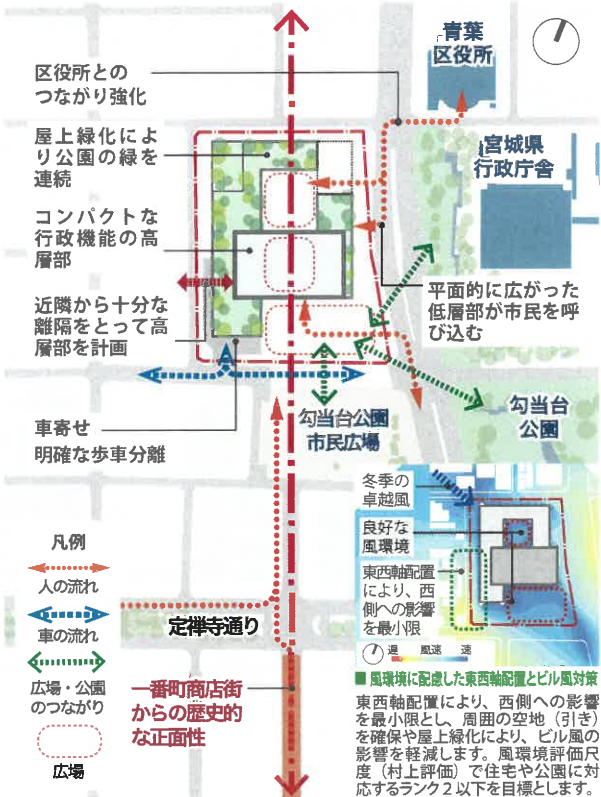 青葉
区役所
区役所との
つながり強化
宮城県
行政庁舎
屋上緑化によ
り公園の緑を
連続
コンパクトな
行政機能の高
層部
平面的に広がった
低層部が市民を呼
び込む
近隣から十分な
離隔をとって高
層部を計画
車寄せ
明確な歩車分離
勾当台公園
市民広場
勾当台
公園
冬季の
卓越風
良好な
風環境
東西軸配置
により、西
側への影響
を最小限
遅 風速 速
凡例
人の流れ
車の流れ
広場・公園
のつながり
広場
定禅寺通り
一番町商店街
からの歴史的
な正面性
■風環境に配慮した東西軸配置とビル風対策
東西軸配置により、西側への影響
を最小限とし、周囲の空地（引き）
を確保や屋上緑化により、ビル風の
影響を軽減します。風環境評価尺
度（村上評価）で住宅や公園に対
応するランク2以下を目標とします。